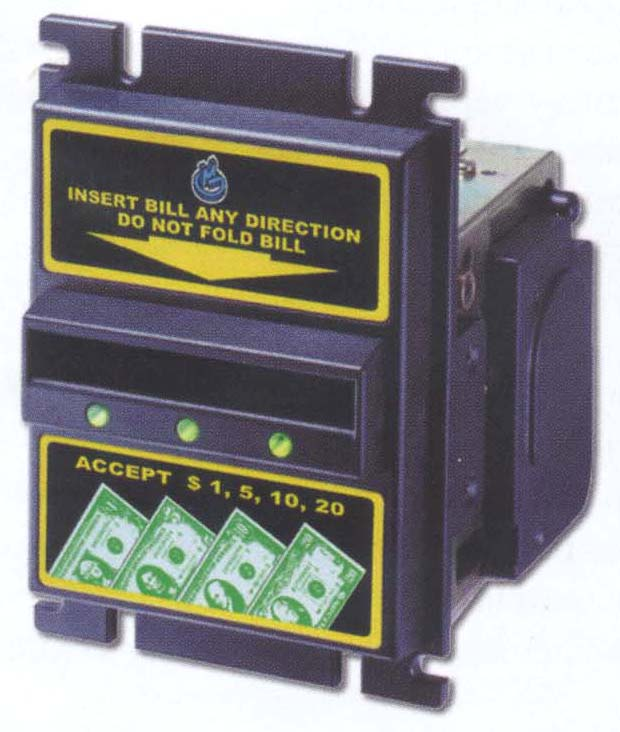 INSERT BILL ANY DIRECTION
DO NOT FOLD BILL
ACCEPT $ 1, 5, 10, 20